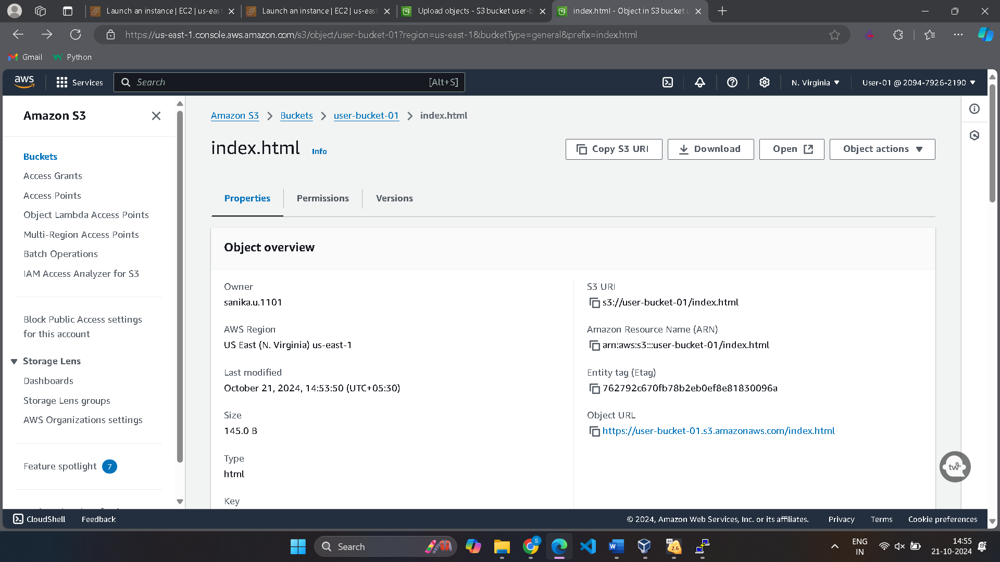 Launch an instance | EC2 | us-east
Launch an instance | EC2 | us-east
Upload objects - S3 bucket user-b
index.html - Object in S3 bucket u
https://us-east-1.console.aws.amazon.com/s3/object/user-bucket-01?region=us-east-1&bucketType=general&prefix=index.html
Gmail
Python
aws
Services
Search
[Alt+S]
N. Virginia
User-01 @ 2094-7926-2190
Amazon S3
Buckets
Access Grants
Access Points
Object Lambda Access Points
Multi-Region Access Points
Batch Operations
IAM Access Analyzer for S3
Block Public Access settings
for this account
Storage Lens
Dashboards
Storage Lens groups
AWS Organizations settings
Feature spotlight 7
Amazon S3 > Buckets > user-bucket-01 > index.html
index.html Info
Copy S3 URI
Download
Open
Object actions
Properties
Permissions
Versions
Object overview
Owner
sanika.u.1101
AWS Region
US East (N. Virginia) us-east-1
Last modified
October 21, 2024, 14:53:50 (UTC+05:30)
Size
145.0 B
Type
html
Key
S3 URI
s3://user-bucket-01/index.html
Amazon Resource Name (ARN)
arn:aws:s3:::user-bucket-01/index.html
Entity tag (Etag)
762792c670fb78b2eb0ef8e81830096a
Object URL
https://user-bucket-01.s3.amazonaws.com/index.html
tw
CloudShell
Feedback
© 2024, Amazon Web Services, Inc. or its affiliates.
Privacy
Terms
Cookie preferences
Search
S
W
64
2.6
ENG
IN
14:55
21-10-2024